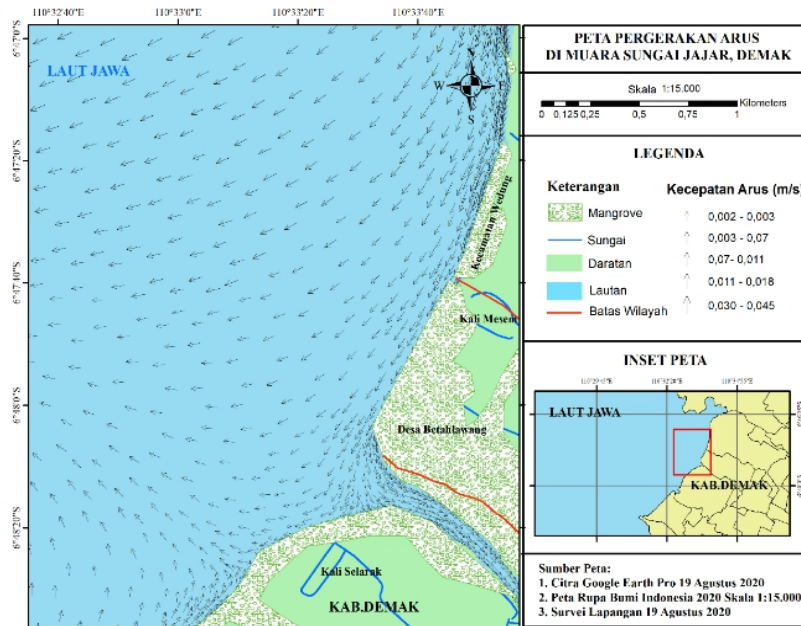 110°32'40"E 110°33'0"E 110°33'20"E 110°33'40"E
6°47'0"S
6°47'20"S
6°47'40"S
6°48'0"S
6°48'20"S
LAUT JAWA
N
W E
S
Kecamatan Wedung
Kali Mesem
Desa Betahlawang
Kali Selarak
KAB.DEMAK
PETA PERGERAKAN ARUS
DI MUARA SUNGAI JAJAR, DEMAK
Skala 1:15.000
Kilometers
0 0,125 0,25 0,5 0,75 1
LEGENDA
Keterangan
Mangrove
Sungai
Daratan
Lautan
Batas Wilayah
Kecepatan Arus (m/s)
0,002 - 0,003
0,003 - 0,07
0,07- 0,011
0,011 - 0,018
0,030 - 0,045
INSET PETA
LAUT JAWA
KAB.DEMAK
Sumber Peta:
1. Citra Google Earth Pro 19 Agustus 2020
2. Peta Rupa Bumi Indonesia 2020 Skala 1:15.000
3. Survei Lapangan 19 Agustus 2020